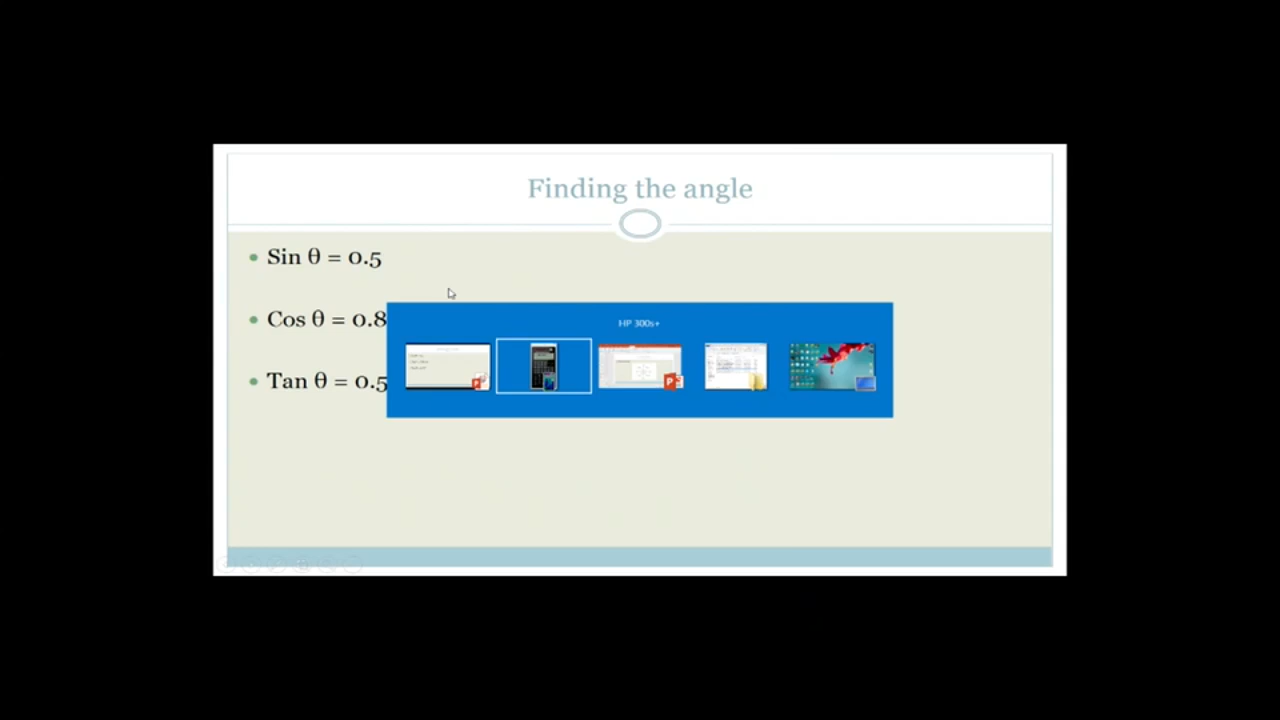 Finding the angle
Sin θ = 0.5
Cos θ = 0.8
HP 300s+
Tan θ = 0.5